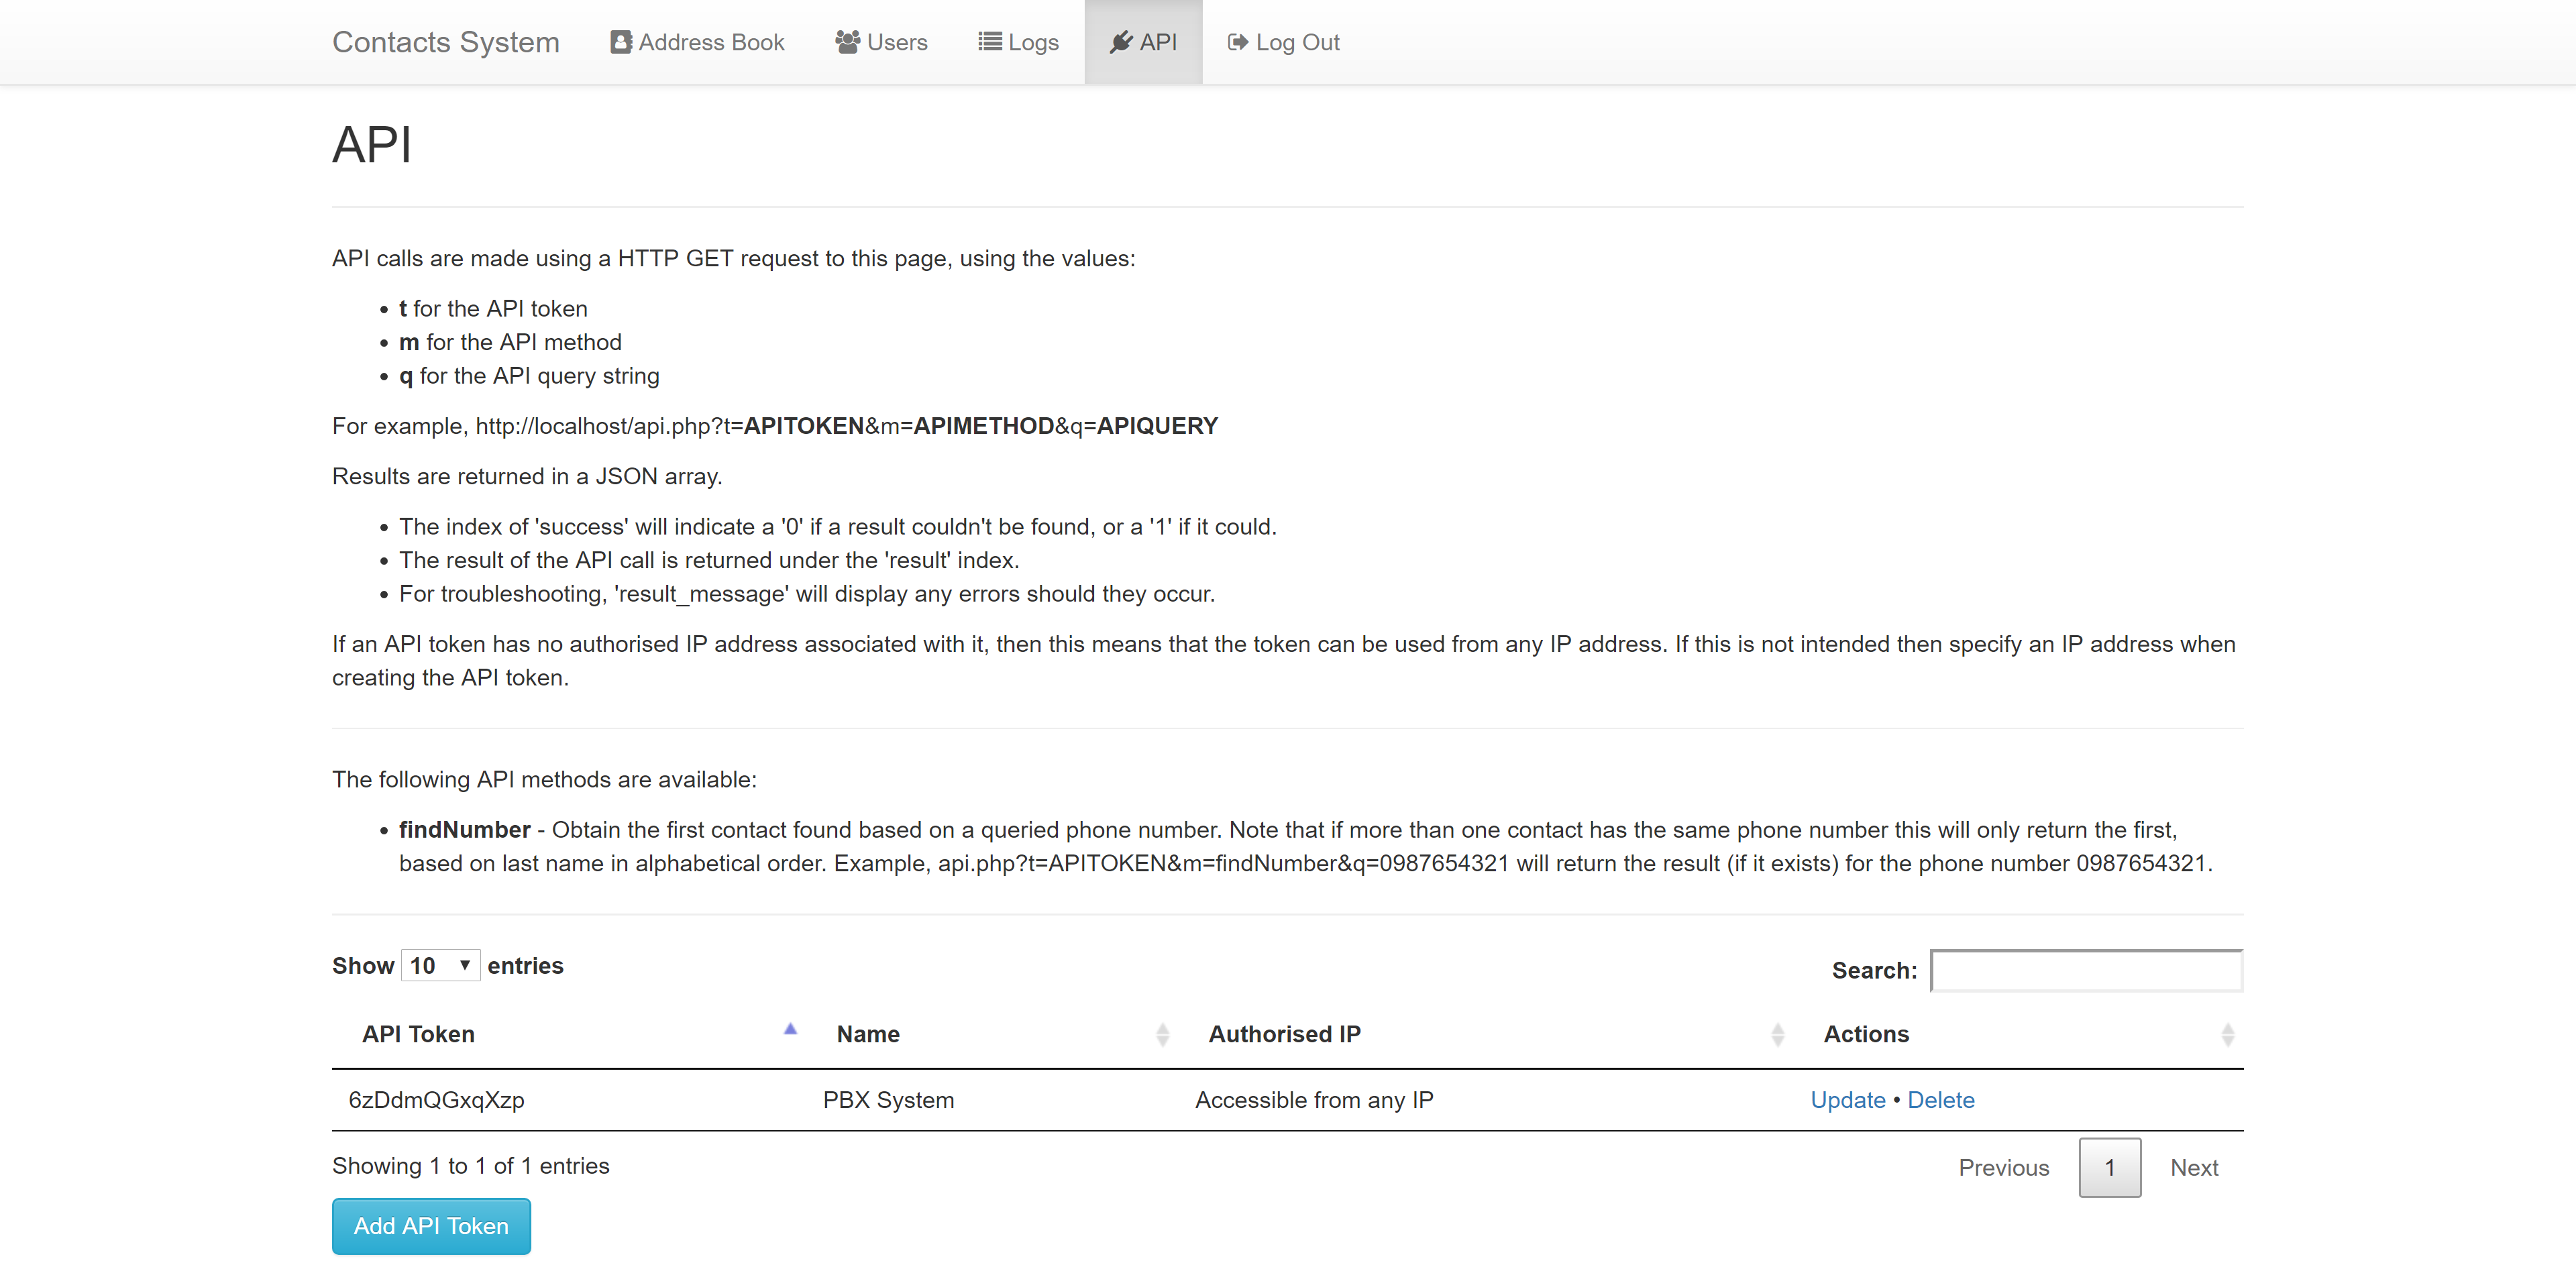 Contacts System Address Book Users Logs API Log Out
API
API calls are made using a HTTP GET request to this page, using the values:
t for the API token
m for the API method
q for the API query string
For example, http://localhost/api.php?t=APITOKEN&m=APIMETHOD&q=APIQUERY
Results are returned in a JSON array.
The index of 'success' will indicate a '0' if a result couldn't be found, or a '1' if it could.
The result of the API call is returned under the 'result' index.
For troubleshooting, 'result_message' will display any errors should they occur.
If an API token has no authorised IP address associated with it, then this means that the token can be used from any IP address. If this is not intended then specify an IP address when
creating the API token.
The following API methods are available:
findNumber - Obtain the first contact found based on a queried phone number. Note that if more than one contact has the same phone number this will only return the first,
based on last name in alphabetical order. Example, api.php?t=APITOKEN&m=findNumber&q=0987654321 will return the result (if it exists) for the phone number 0987654321.
Show 10 entries Search:
API Token Name Authorised IP Actions
6zDdmQGxqXzp PBX System Accessible from any IP Update • Delete
Showing 1 to 1 of 1 entries Previous 1 Next
Add API Token